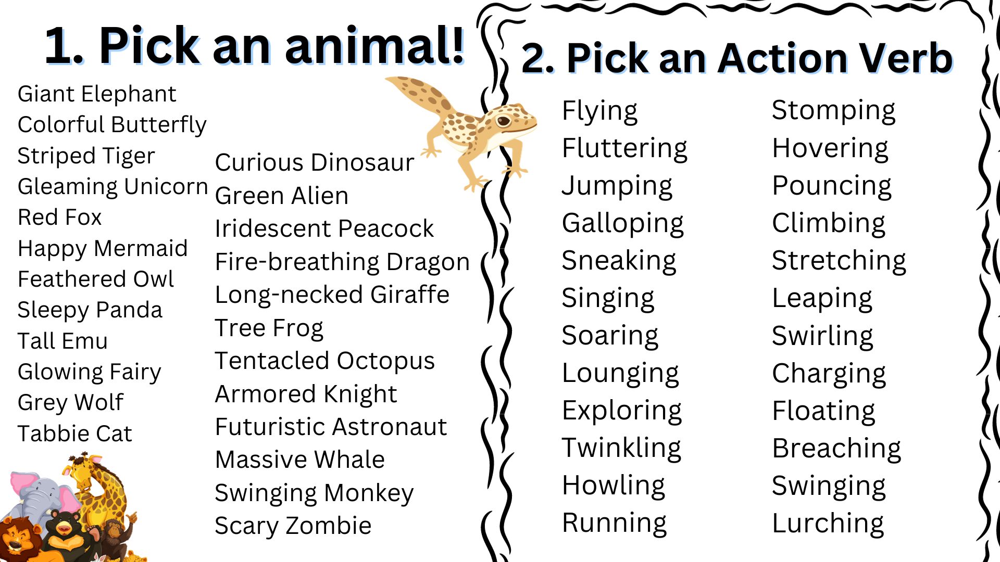 1. Pick an animal!
Giant Elephant
Colorful Butterfly
Striped Tiger
Gleaming Unicorn
Red Fox
Happy Mermaid
Feathered Owl
Sleepy Panda
Tall Emu
Glowing Fairy
Grey Wolf
Tabbie Cat
Curious Dinosaur
Green Alien
Iridescent Peacock
Fire-breathing Dragon
Long-necked Giraffe
Tree Frog
Tentacled Octopus
Armored Knight
Futuristic Astronaut
Massive Whale
Swinging Monkey
Scary Zombie
2. Pick an Action Verb
Flying
Fluttering
Jumping
Galloping
Sneaking
Singing
Soaring
Lounging
Exploring
Twinkling
Howling
Running
Stomping
Hovering
Pouncing
Climbing
Stretching
Leaping
Swirling
Charging
Floating
Breaching
Swinging
Lurching